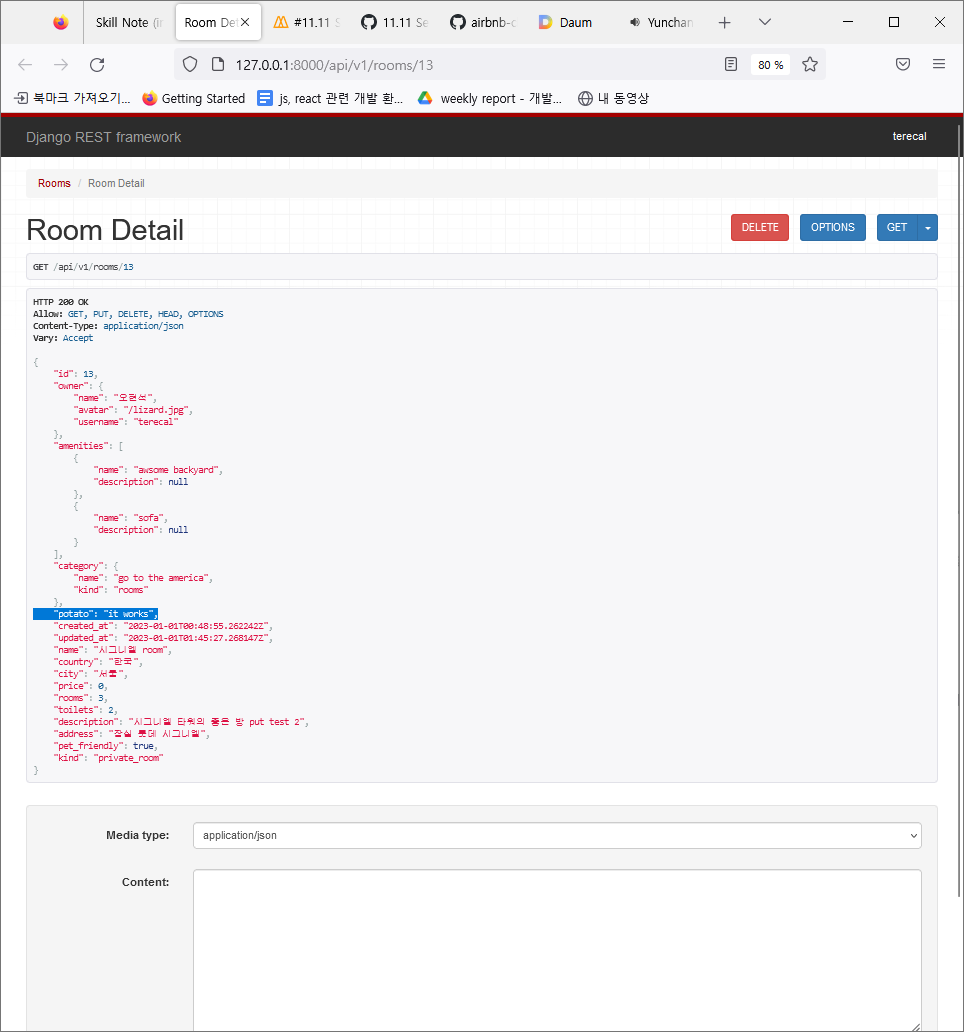 Skill Note (in
Room Det
#11.11 S
11.11 Se
airbnb-c
Daum
Yunchan
127.0.0.1:8000/api/v1/rooms/13
80 %
북마크 가져오기...
Getting Started
js, react 관련 개발 환...
weekly report - 개발...
내 동영상
Django REST framework
terecal
Rooms / Room Detail
Room Detail
DELETE
OPTIONS
GET
GET /api/v1/rooms/13
HTTP 200 OK
Allow: GET, PUT, DELETE, HEAD, OPTIONS
Content-Type: application/json
Vary: Accept
{
"id": 13,
"owner": {
"name": "오현석",
"avatar": "/lizard.jpg",
"username": "terecal"
},
"amenities": [
{
"name": "awsome backyard",
"description": null
},
{
"name": "sofa",
"description": null
}
],
"category": {
"name": "go to the america",
"kind": "rooms"
},
"potato": "it works",
"created_at": "2023-01-01T00:48:55.262242Z",
"updated_at": "2023-01-01T01:45:27.268147Z",
"name": "시그니엘 room",
"country": "한국",
"city": "서울",
"price": 0,
"rooms": 3,
"toilets": 2,
"description": "시그니엘 타워의 좋은 방 put test 2",
"address": "잠실 롯데 시그니엘",
"pet_friendly": true,
"kind": "private_room"
}
Media type:
application/json
Content: